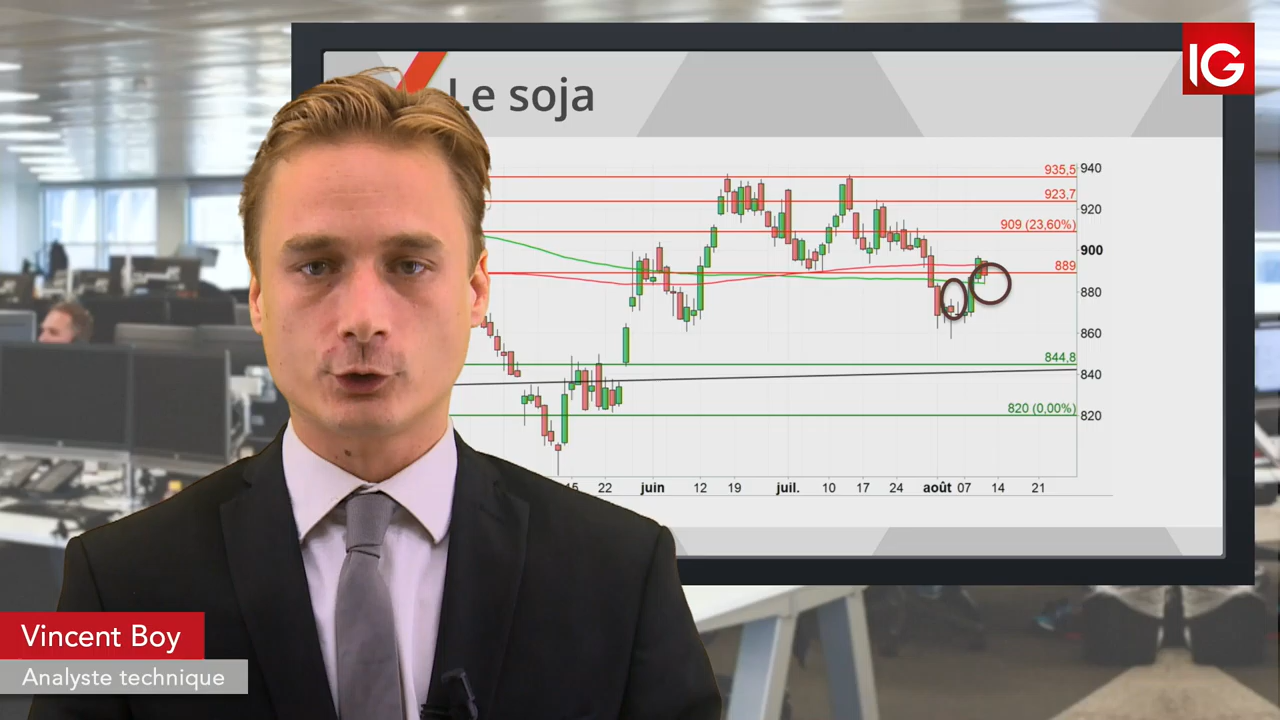 IG
Le soja
935,5
940
923,7
920
909 (23,60%)
900
889
880
860
844,8
840
820 (0,00%)
820
15 22 juin 12 19 juil. 10 17 24 août 07 14 21
Vincent Boy
Analyste technique